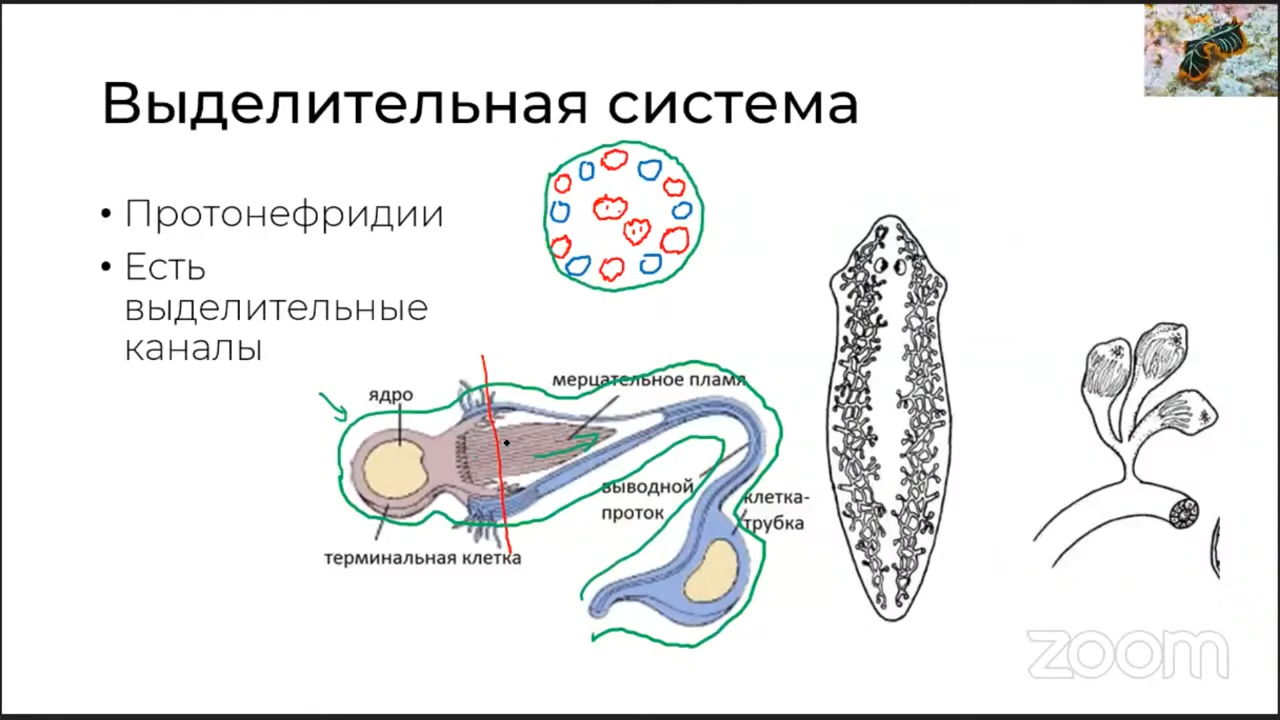 Выделительная система
• Протонефридии
• Есть
выделительные
каналы
ядро
мерцательное пламя
выводной
проток
клетка-
трубка
терминальная клетка
zoom